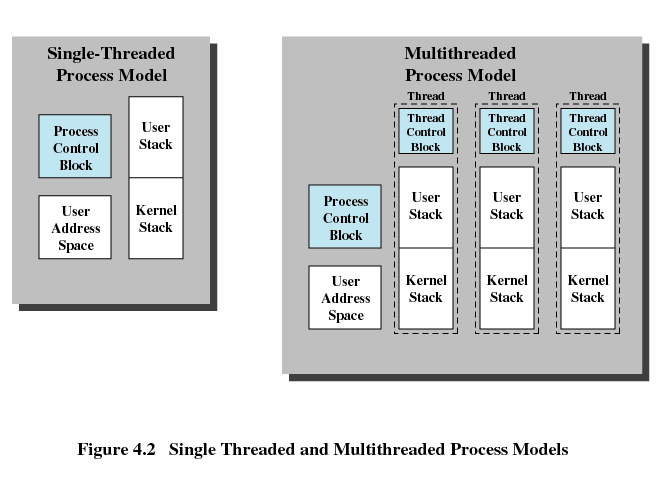 Single-Threaded
Process Model
Process
Control
Block
User
Address
Space
User
Stack
Kernel
Stack
Multithreaded
Process Model
Process
Control
Block
User
Address
Space
Thread
Thread
Control
Block
User
Stack
Kernel
Stack
Thread
Thread
Control
Block
User
Stack
Kernel
Stack
Thread
Thread
Control
Block
User
Stack
Kernel
Stack
Figure 4.2 Single Threaded and Multithreaded Process Models